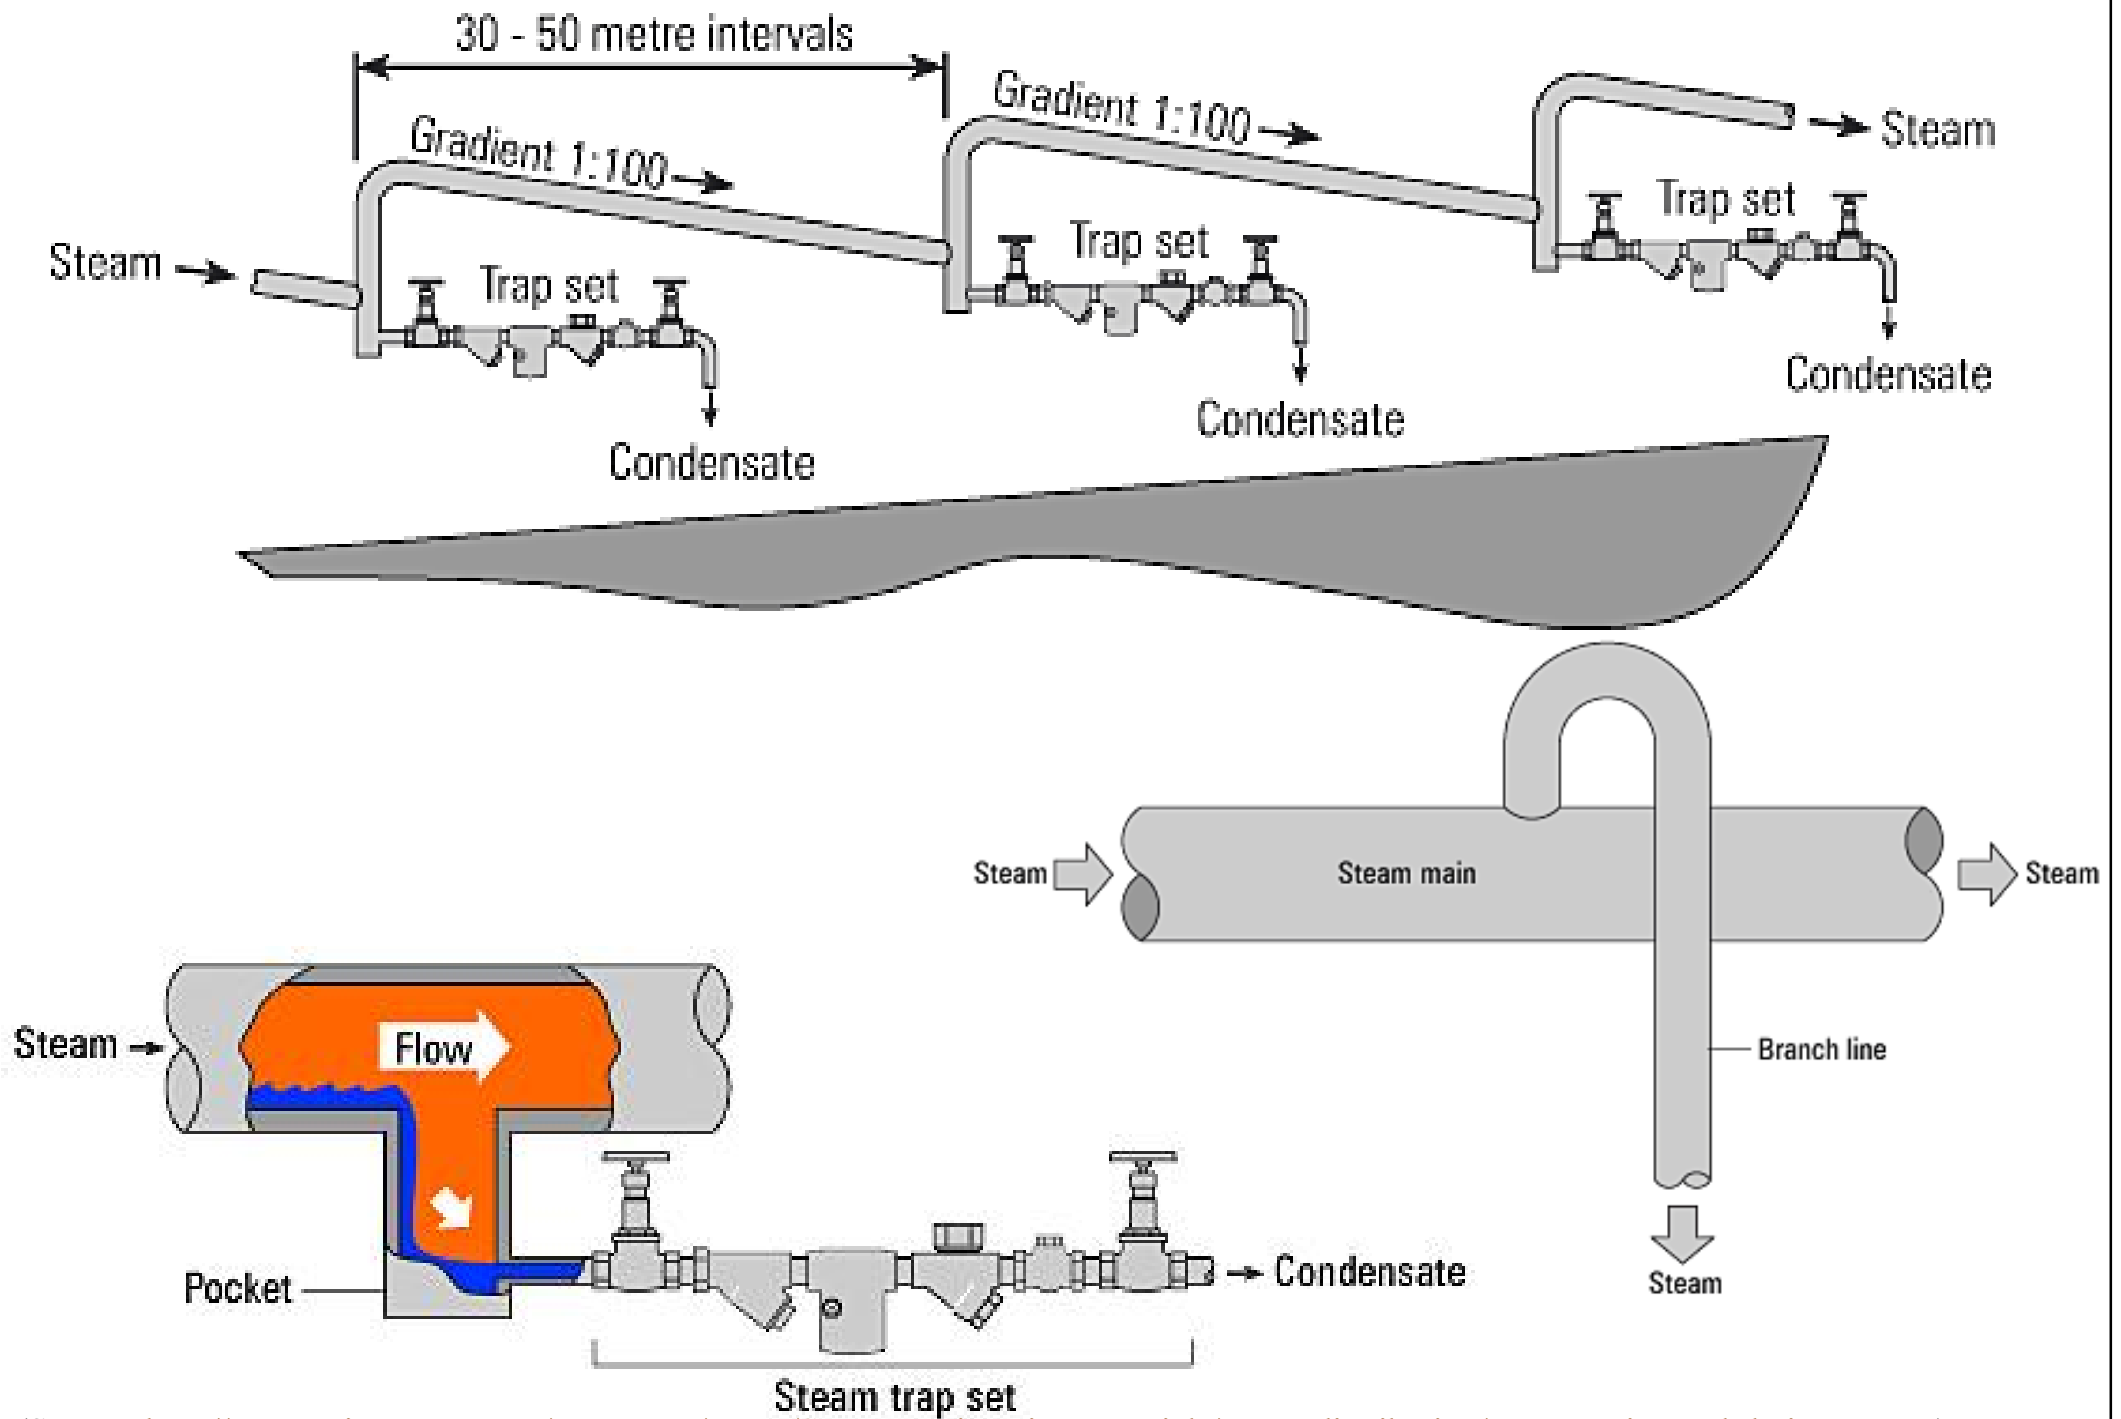 30 - 50 metre intervals
Gradient 1:100
Gradient 1:100
Steam
Steam
Trap set
Trap set
Trap set
Condensate
Condensate
Condensate
Steam
Steam main
Steam
Branch line
Steam
Steam
Flow
Pocket
Condensate
Steam trap set